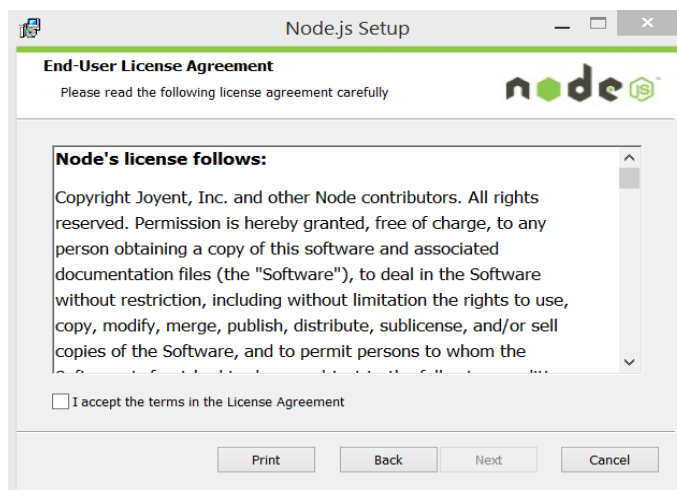 Node.js Setup
End-User License Agreement
Please read the following license agreement carefully
node
JS
Node's license follows:
Copyright Joyent, Inc. and other Node contributors. All rights
reserved. Permission is hereby granted, free of charge, to any
person obtaining a copy of this software and associated
documentation files (the "Software"), to deal in the Software
without restriction, including without limitation the rights to use,
copy, modify, merge, publish, distribute, sublicense, and/or sell
copies of the Software, and to permit persons to whom the
I accept the terms in the License Agreement
Print Back Next Cancel